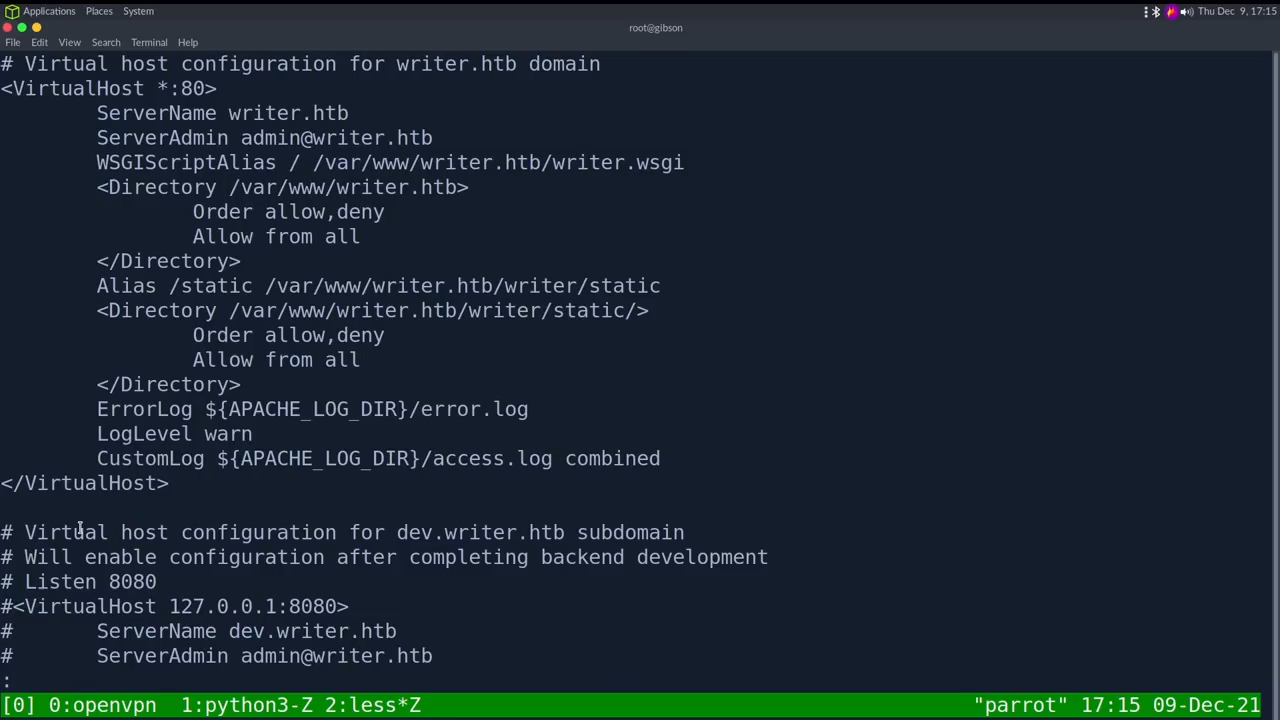 Applications Places System Thu Dec 9, 17:15
root@gibson
File Edit View Search Terminal Help
# Virtual host configuration for writer.htb domain
<VirtualHost *:80>
        ServerName writer.htb
        ServerAdmin admin@writer.htb
        WSGIScriptAlias / /var/www/writer.htb/writer.wsgi
        <Directory /var/www/writer.htb>
                Order allow,deny
                Allow from all
        </Directory>
        Alias /static /var/www/writer.htb/writer/static
        <Directory /var/www/writer.htb/writer/static/>
                Order allow,deny
                Allow from all
        </Directory>
        ErrorLog ${APACHE_LOG_DIR}/error.log
        LogLevel warn
        CustomLog ${APACHE_LOG_DIR}/access.log combined
</VirtualHost>

# Virtual host configuration for dev.writer.htb subdomain
# Will enable configuration after completing backend development
# Listen 8080
#<VirtualHost 127.0.0.1:8080>
#       ServerName dev.writer.htb
#       ServerAdmin admin@writer.htb
:
[0] 0:openvpn  1:python3-Z 2:less*Z "parrot" 17:15 09-Dec-21